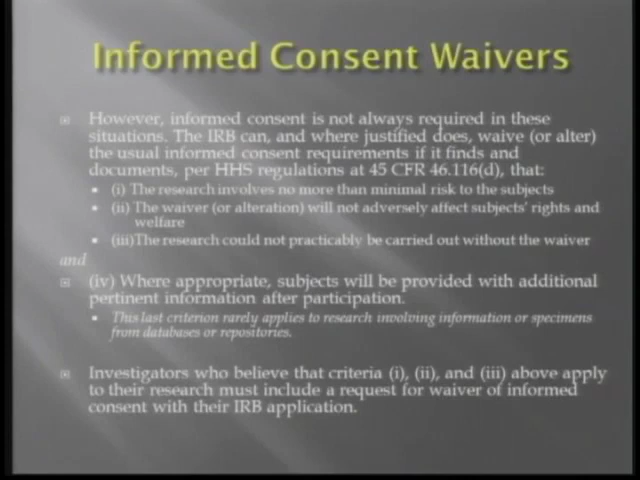 Informed Consent Waivers
However, informed consent is not always required in these
situations. The IRB can, and where justified does, waive (or alter)
the usual informed consent requirements if it finds and
documents, per HHS regulations at 45 CFR 46.116(d), that:
(i) The research involves no more than minimal risk to the subjects
(ii) The waiver (or alteration) will not adversely affect subjects' rights and
welfare
(iii)The research could not practicably be carried out without the waiver
and
(iv) Where appropriate, subjects will be provided with additional
pertinent information after participation.
This last criterion rarely applies to research involving information or specimens
from databases or repositories.
Investigators who believe that criteria (i), (ii), and (iii) above apply
to their research must include a request for waiver of informed
consent with their IRB application.